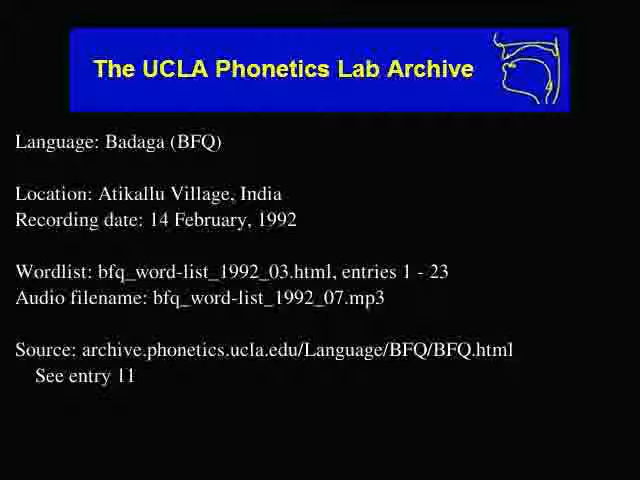 The UCLA Phonetics Lab Archive
Language: Badaga (BFQ)
Location: Atikallu Village, India
Recording date: 14 February, 1992
Wordlist: bfq_word-list_1992_03.html, entries 1 - 23
Audio filename: bfq_word-list_1992_07.mp3
Source: archive.phonetics.ucla.edu/Language/BFQ/BFQ.html
See entry 11